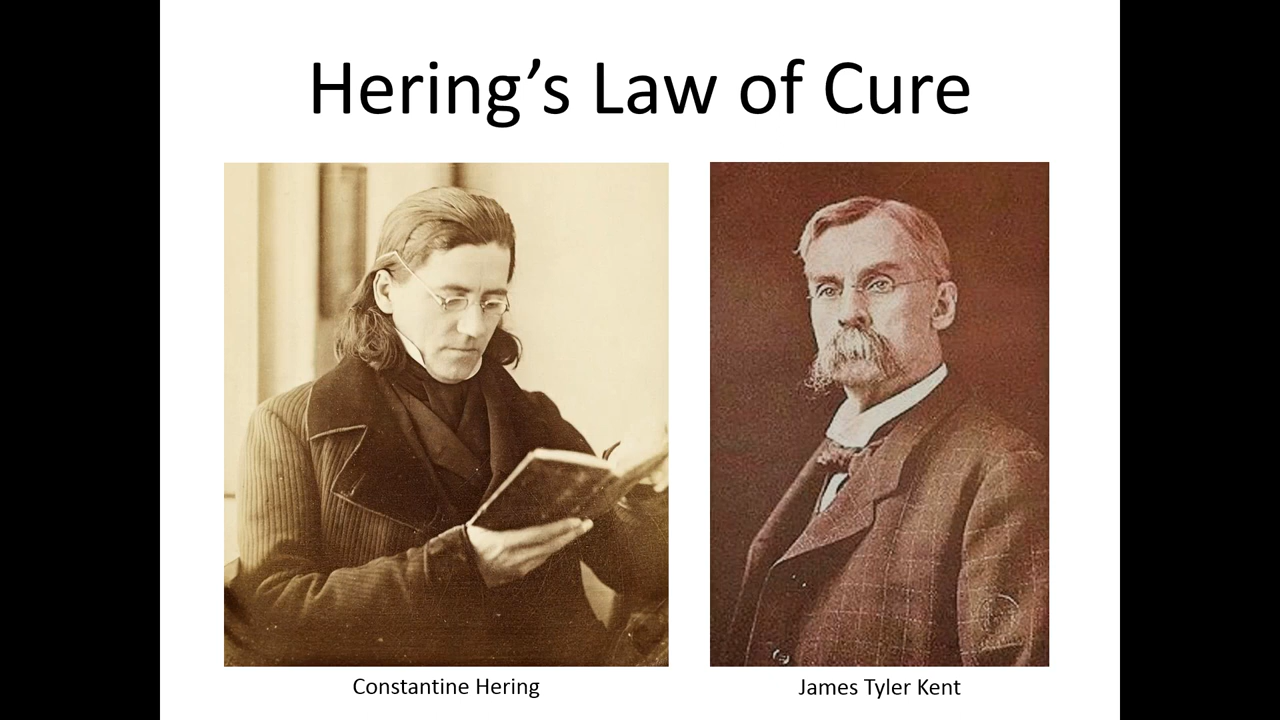 Hering’s Law of Cure
Constantine Hering
James Tyler Kent